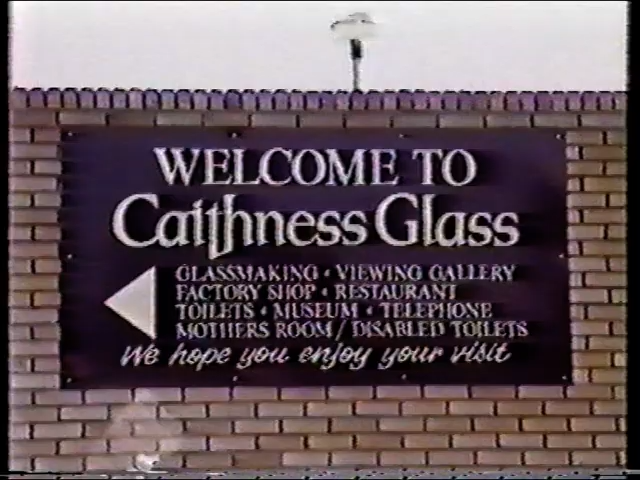 WELCOME TO
Caithness Glass
GLASSMAKING • VIEWING GALLERY
FACTORY SHOP • RESTAURANT
TOILETS • MUSEUM • TELEPHONE
MOTHERS ROOM / DISABLED TOILETS
We hope you enjoy your visit